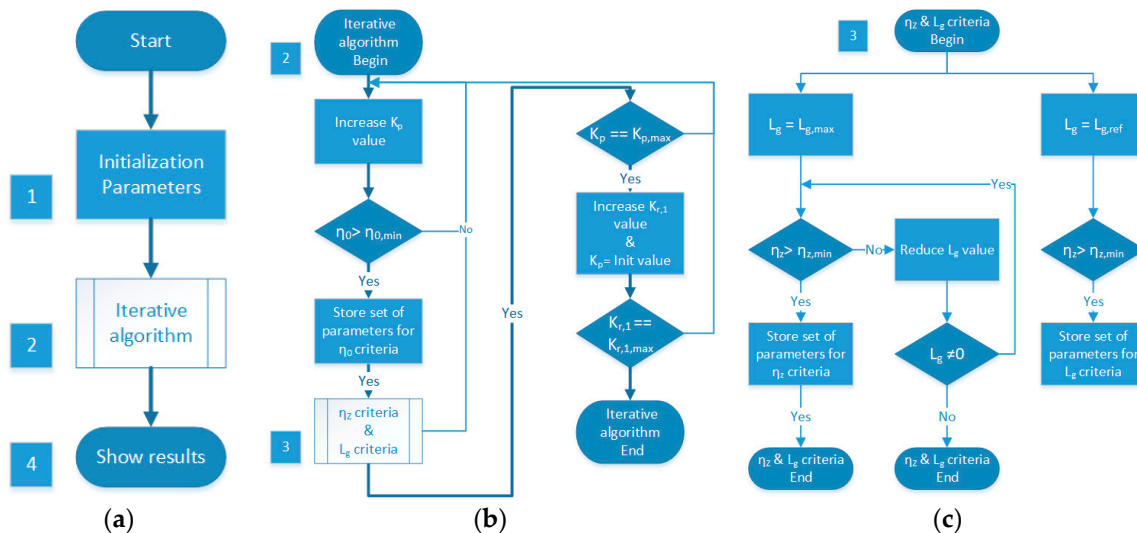 Start
1
Initialization
Parameters
2
Iterative
algorithm
4
Show results
(a)
2
Iterative
algorithm
Begin
Increase Kp
value
η0> η0,min
No
Yes
Store set of
parameters for
η0 criteria
Yes
3
ηz criteria
&
Lg criteria
Yes
Kp == Kp,max
Yes
Increase Kr,1
value
&
Kp= Init value
Kr,1 ==
Kr,1,max
Iterative
algorithm
End
(b)
3
ηz & Lg criteria
Begin
Lg = Lg,max
Lg = Lg,ref
Yes
ηz> ηz,min
No
Reduce Lg value
ηz> ηz,min
Yes
Yes
Store set of
parameters for
ηz criteria
Lg ≠0
Store set of
parameters for
Lg criteria
Yes
No
ηz & Lg criteria
End
ηz & Lg criteria
End
(c)